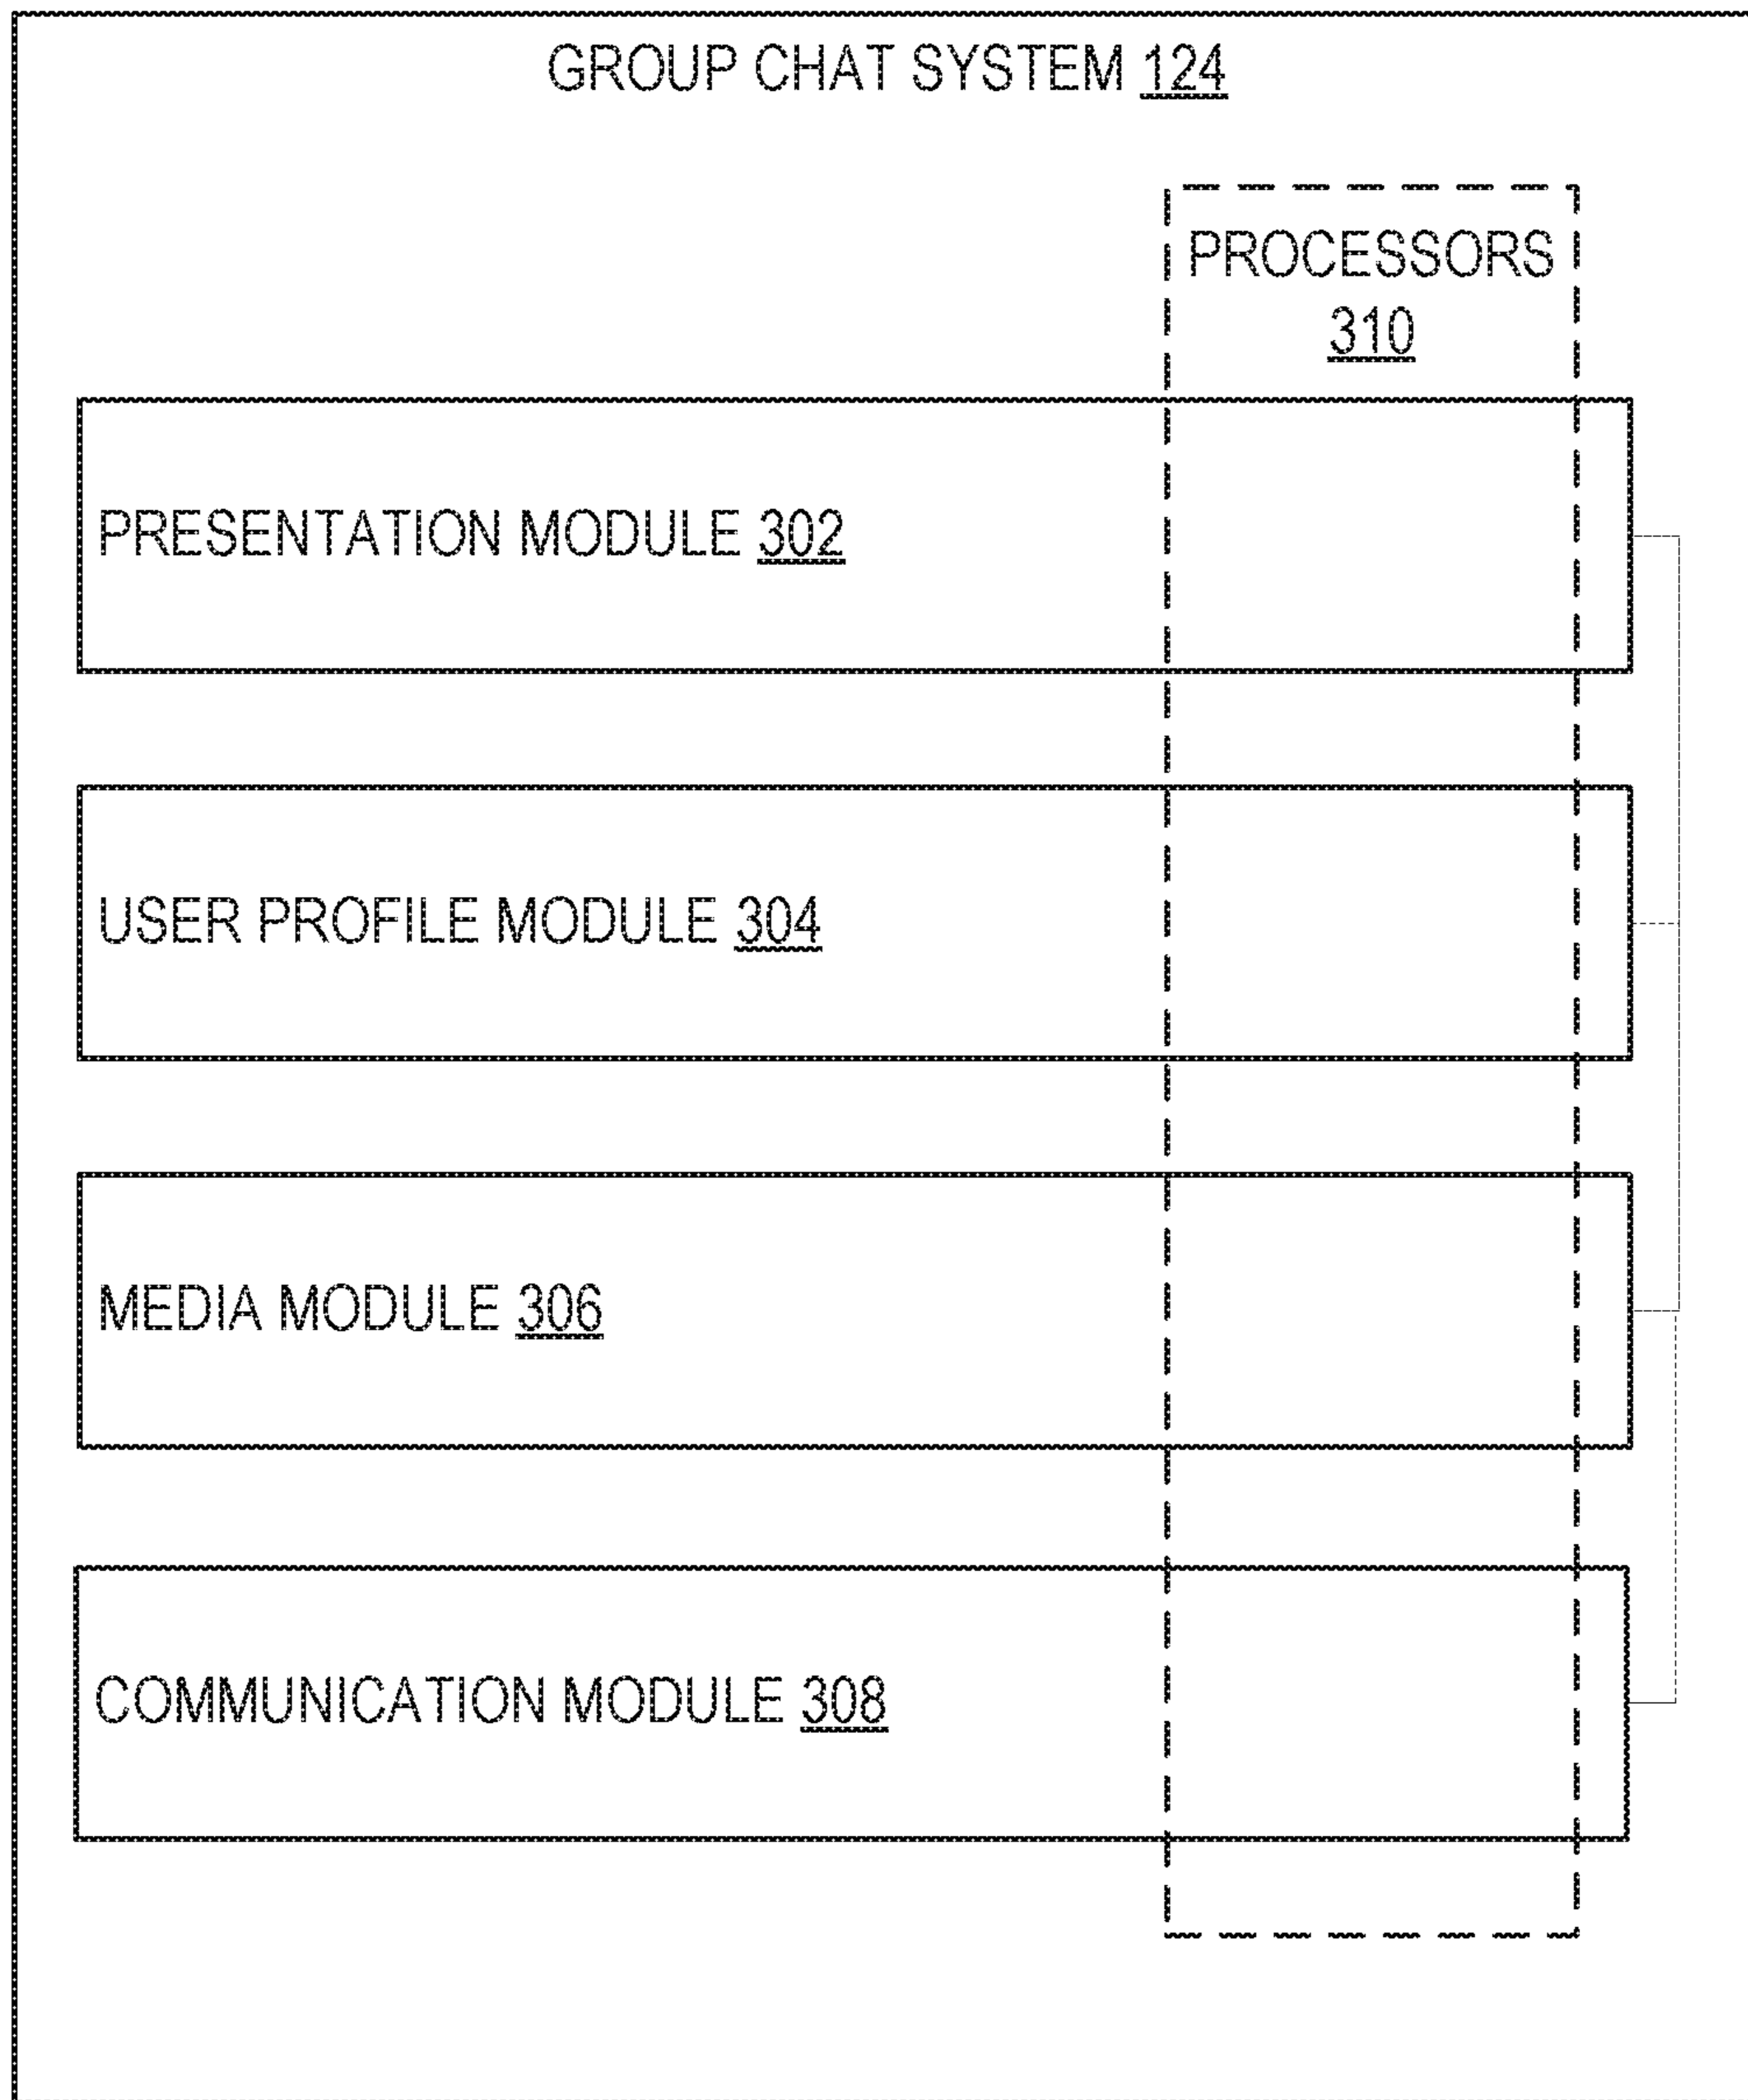 GROUP CHAT SYSTEM 124
PROCESSORS
310
PRESENTATION MODULE 302
USER PROFILE MODULE 304
MEDIA MODULE 306
COMMUNICATION MODULE 308